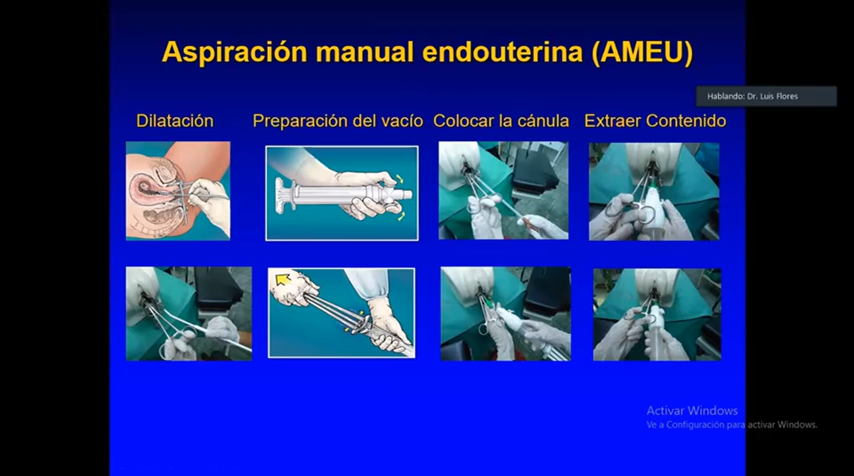 Aspiración manual endouterina (AMEU)
Hablando: Dr. Luis Flores
Dilatación
Preparación del vacío
Colocar la cánula
Extraer Contenido
Activar Windows
Ve a Configuración para activar Windows.